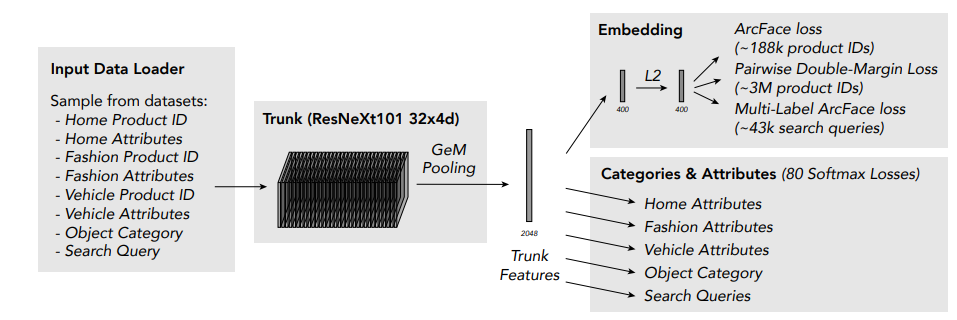 Input Data Loader
Sample from datasets:
- Home Product ID
- Home Attributes
- Fashion Product ID
- Fashion Attributes
- Vehicle Product ID
- Vehicle Attributes
- Object Category
- Search Query
Trunk (ResNeXt101 32x4d)
GeM
Pooling
2048
Trunk
Features
Embedding
400
L2
400
ArcFace loss
(~188k product IDs)
Pairwise Double-Margin Loss
(~3M product IDs)
Multi-Label ArcFace loss
(~43k search queries)
Categories & Attributes (80 Softmax Losses)
Home Attributes
Fashion Attributes
Vehicle Attributes
Object Category
Search Queries